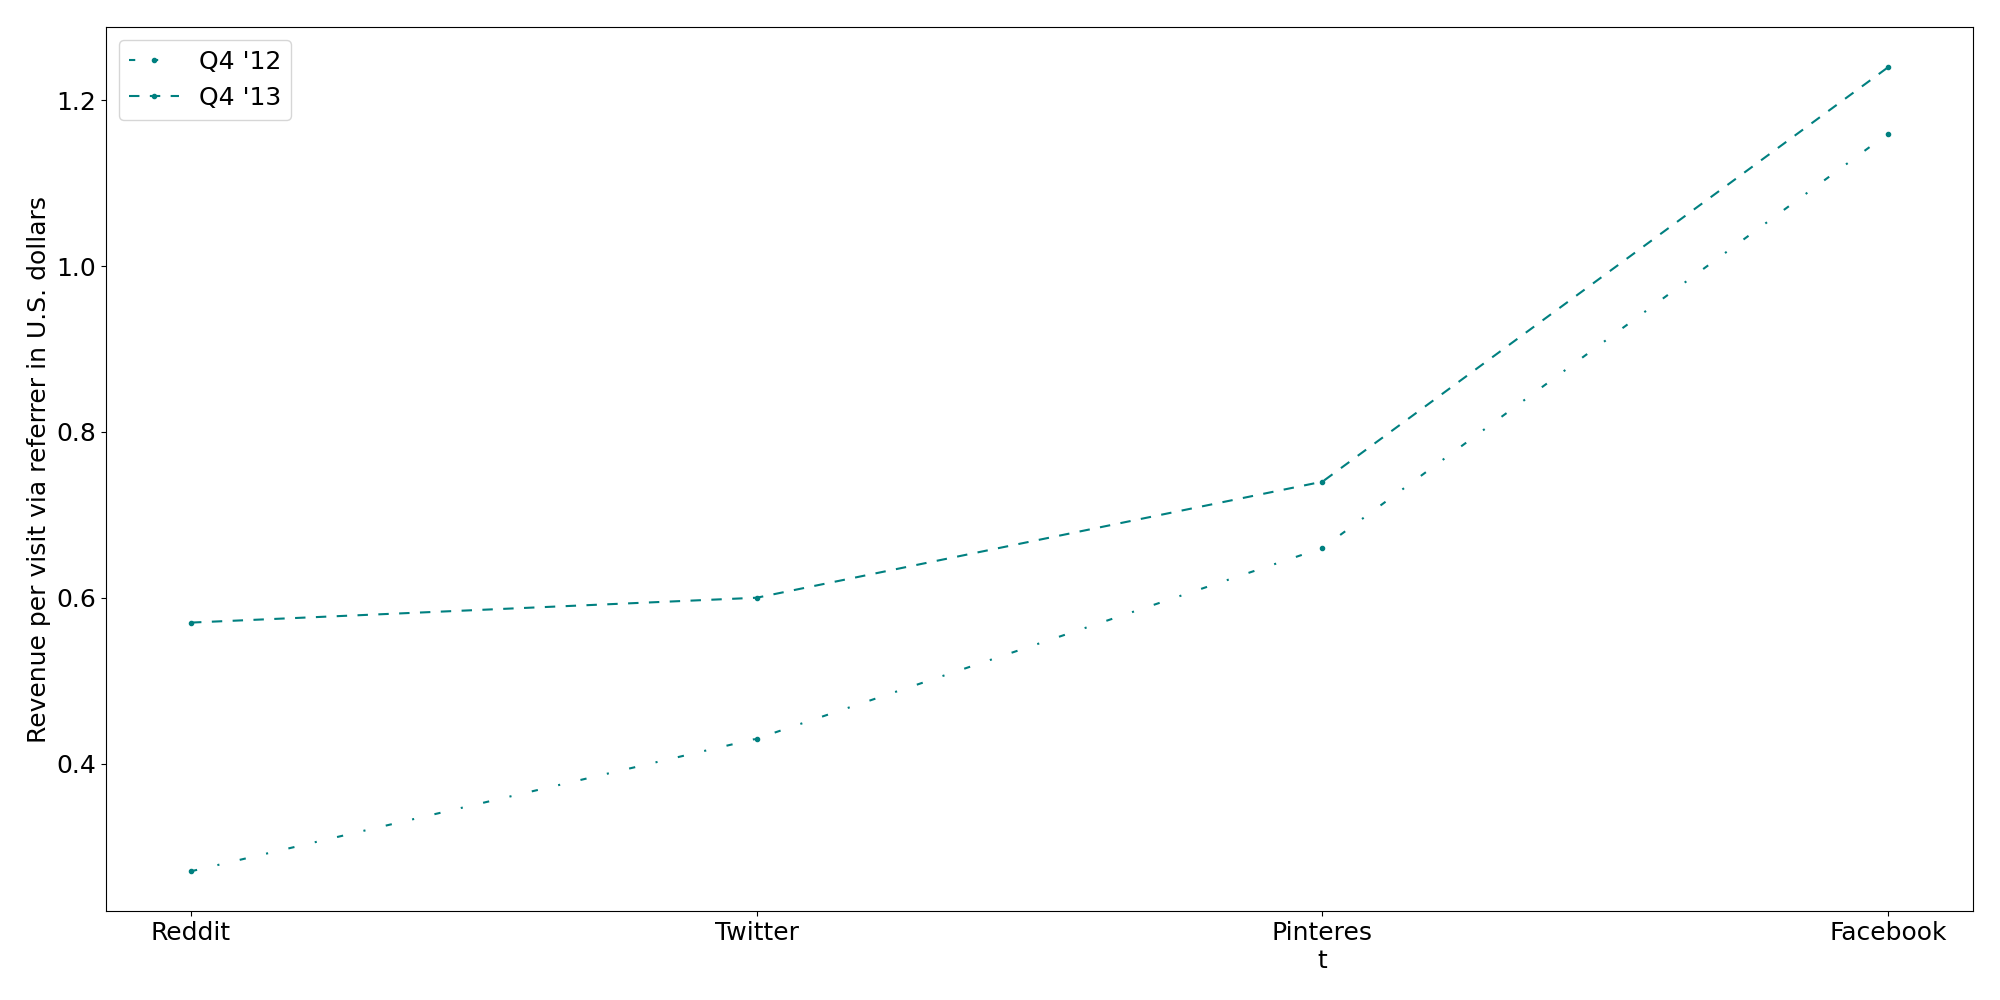 Q4 '12
Q4 '13
Revenue per visit via referrer in U.S. dollars
1.2
1.0
0.8
0.6
0.4
Reddit
Twitter
Pinteres
t
Facebook